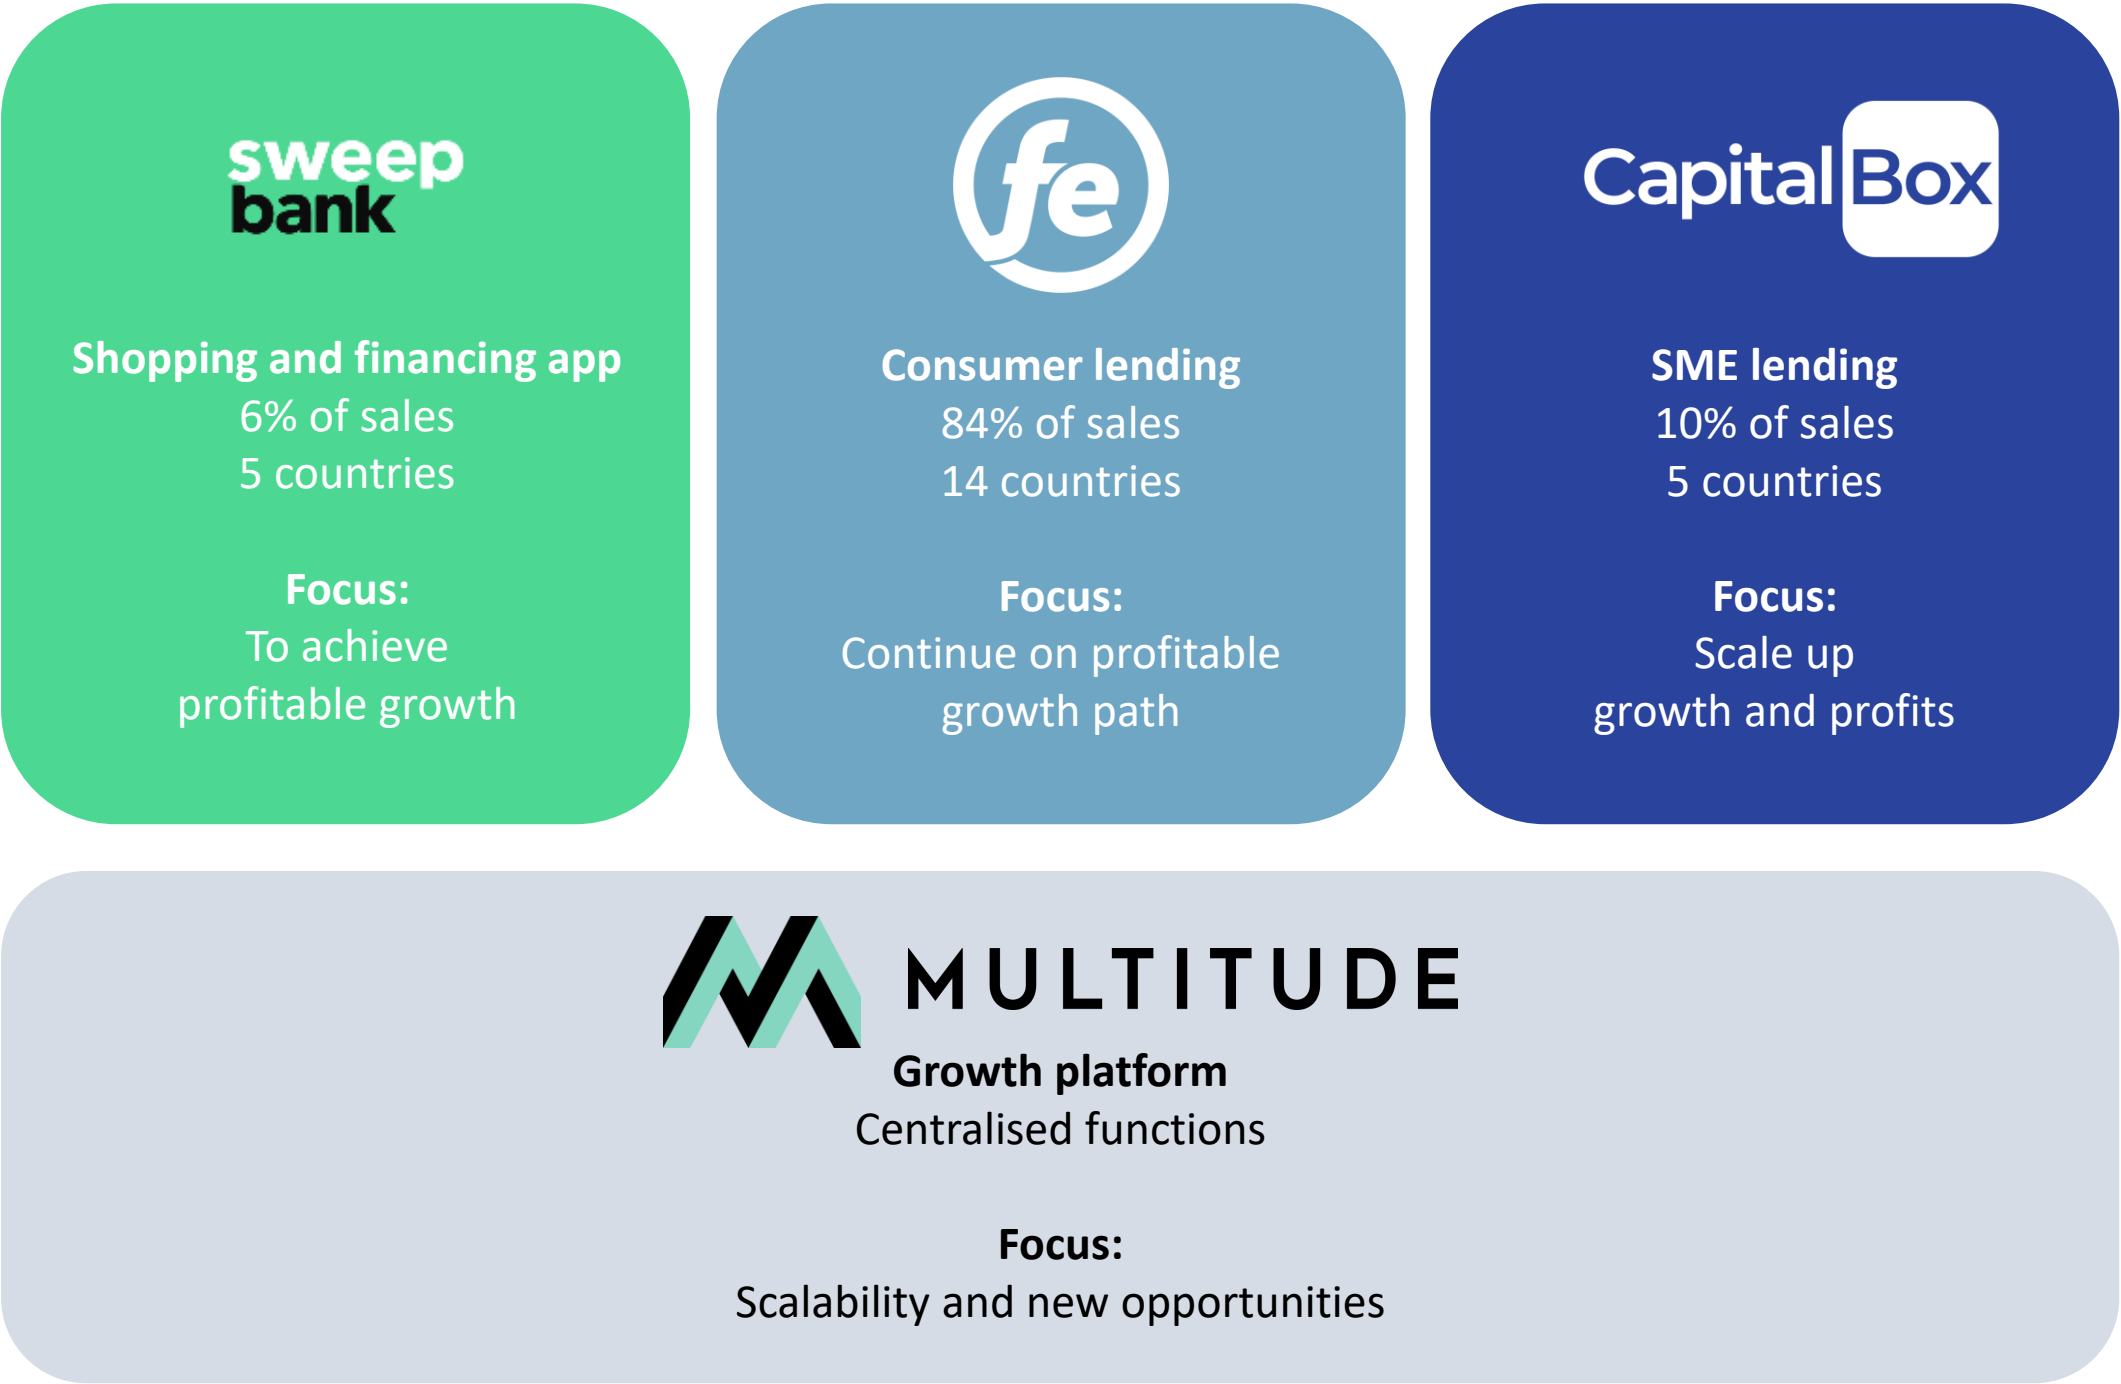 sweep
bank
Shopping and financing app
6% of sales
5 countries
Focus:
To achieve
profitable growth
fe
Consumer lending
84% of sales
14 countries
Focus:
Continue on profitable
growth path
CapitalBox
SME lending
10% of sales
5 countries
Focus:
Scale up
growth and profits
MULTITUDE
Growth platform
Centralised functions
Focus:
Scalability and new opportunities